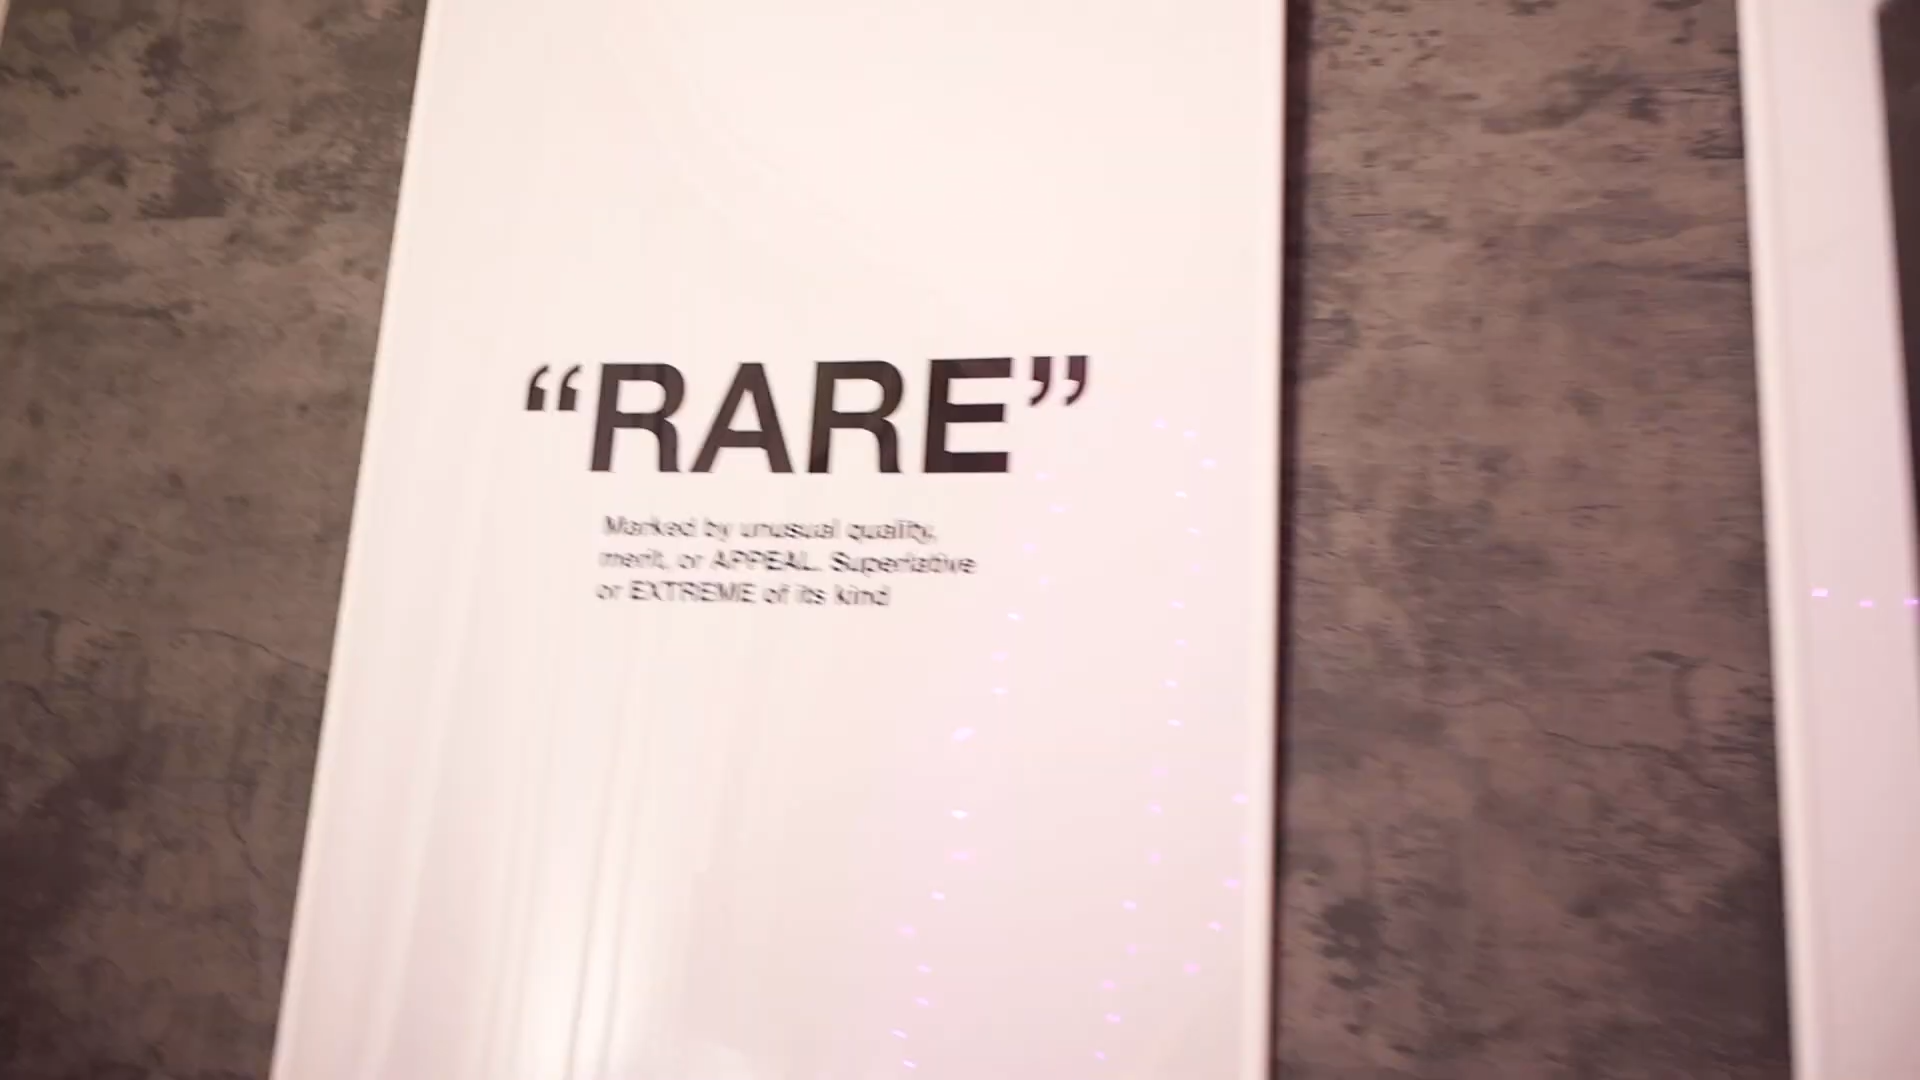 “RARE”
Marked by unusual quality,
merit, or APPEAL. Superlative
or EXTREME of its kind